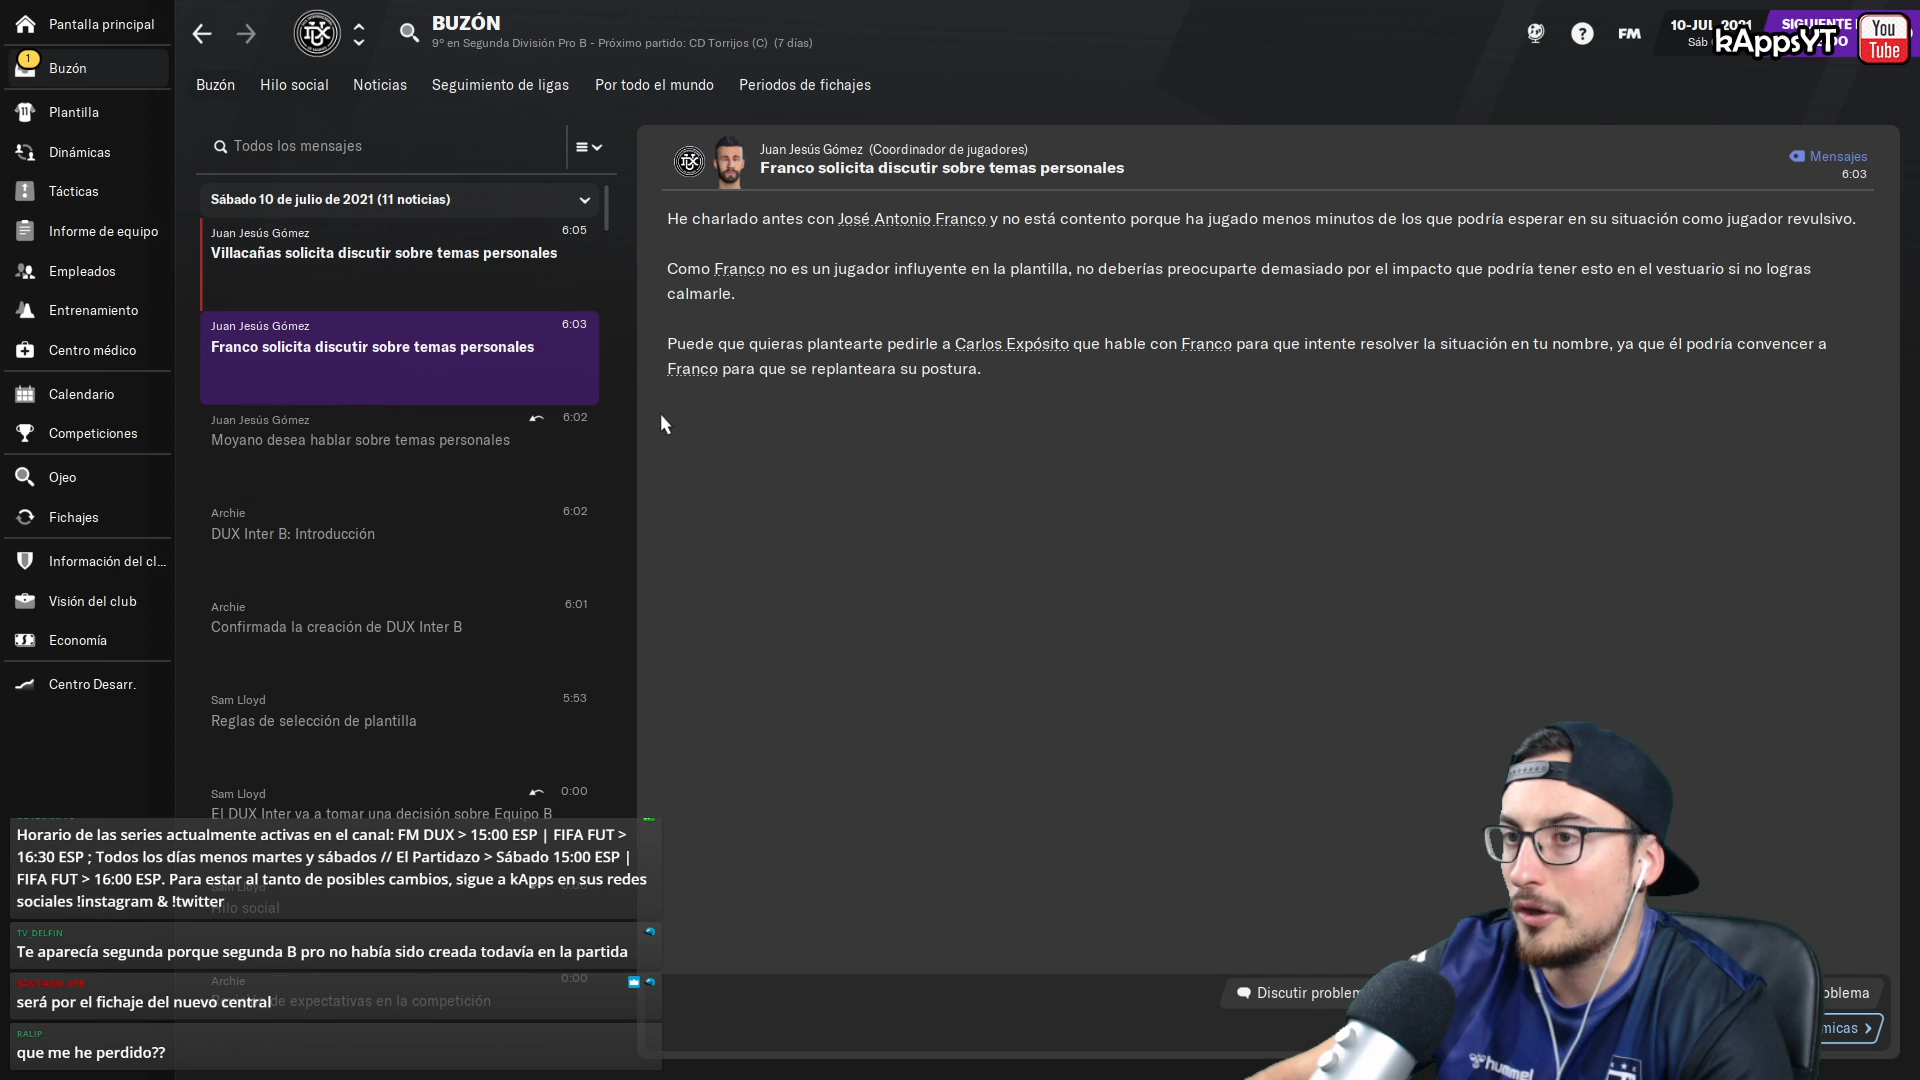 Pantalla principal
1
Buzón
Plantilla
Dinámicas
Tácticas
Informe de equipo
Empleados
Entrenamiento
Centro médico
Calendario
Competiciones
Ojeo
Fichajes
Información del cl...
Visión del club
Economía
Centro Desarr.
BUZÓN
9º en Segunda División Pro B - Próximo partido: CD Torrijos (C) (7 días)
FM
10-JUL 2021
Sáb
SIGUIENTE
kAppsYT
You
Tube
Buzón
Hilo social
Noticias
Seguimiento de ligas
Por todo el mundo
Periodos de fichajes
Todos los mensajes
Sábado 10 de julio de 2021 (11 noticias)
Juan Jesús Gómez 6:05
Villacañas solicita discutir sobre temas personales
Juan Jesús Gómez 6:03
Franco solicita discutir sobre temas personales
Juan Jesús Gómez 6:02
Moyano desea hablar sobre temas personales
Archie 6:02
DUX Inter B: Introducción
Archie 6:01
Confirmada la creación de DUX Inter B
Sam Lloyd 5:53
Reglas de selección de plantilla
Sam Lloyd 0:00
El DUX Inter va a tomar una decisión sobre Equipo B
Sam Lloyd
Hilo social
Archie 0:00
de expectativas en la competición
Juan Jesús Gómez (Coordinador de jugadores)
Franco solicita discutir sobre temas personales
Mensajes
6:03
He charlado antes con José Antonio Franco y no está contento porque ha jugado menos minutos de los que podría esperar en su situación como jugador revulsivo.
Como Franco no es un jugador influyente en la plantilla, no deberías preocuparte demasiado por el impacto que podría tener esto en el vestuario si no logras
calmarle.
Puede que quieras plantearte pedirle a Carlos Expósito que hable con Franco para que intente resolver la situación en tu nombre, ya que él podría convencer a
Franco para que se replanteara su postura.
Horario de las series actualmente activas en el canal: FM DUX > 15:00 ESP | FIFA FUT >
16:30 ESP ; Todos los días menos martes y sábados // El Partidazo > Sábado 15:00 ESP |
FIFA FUT > 16:00 ESP. Para estar al tanto de posibles cambios, sigue a kApps en sus redes
sociales !instagram & !twitter
TV_DELFIN
Te aparecía segunda porque segunda B pro no había sido creada todavía en la partida
será por el fichaje del nuevo central
RALIP_
que me he perdido??
Discutir problem
oblema
micas
hummel